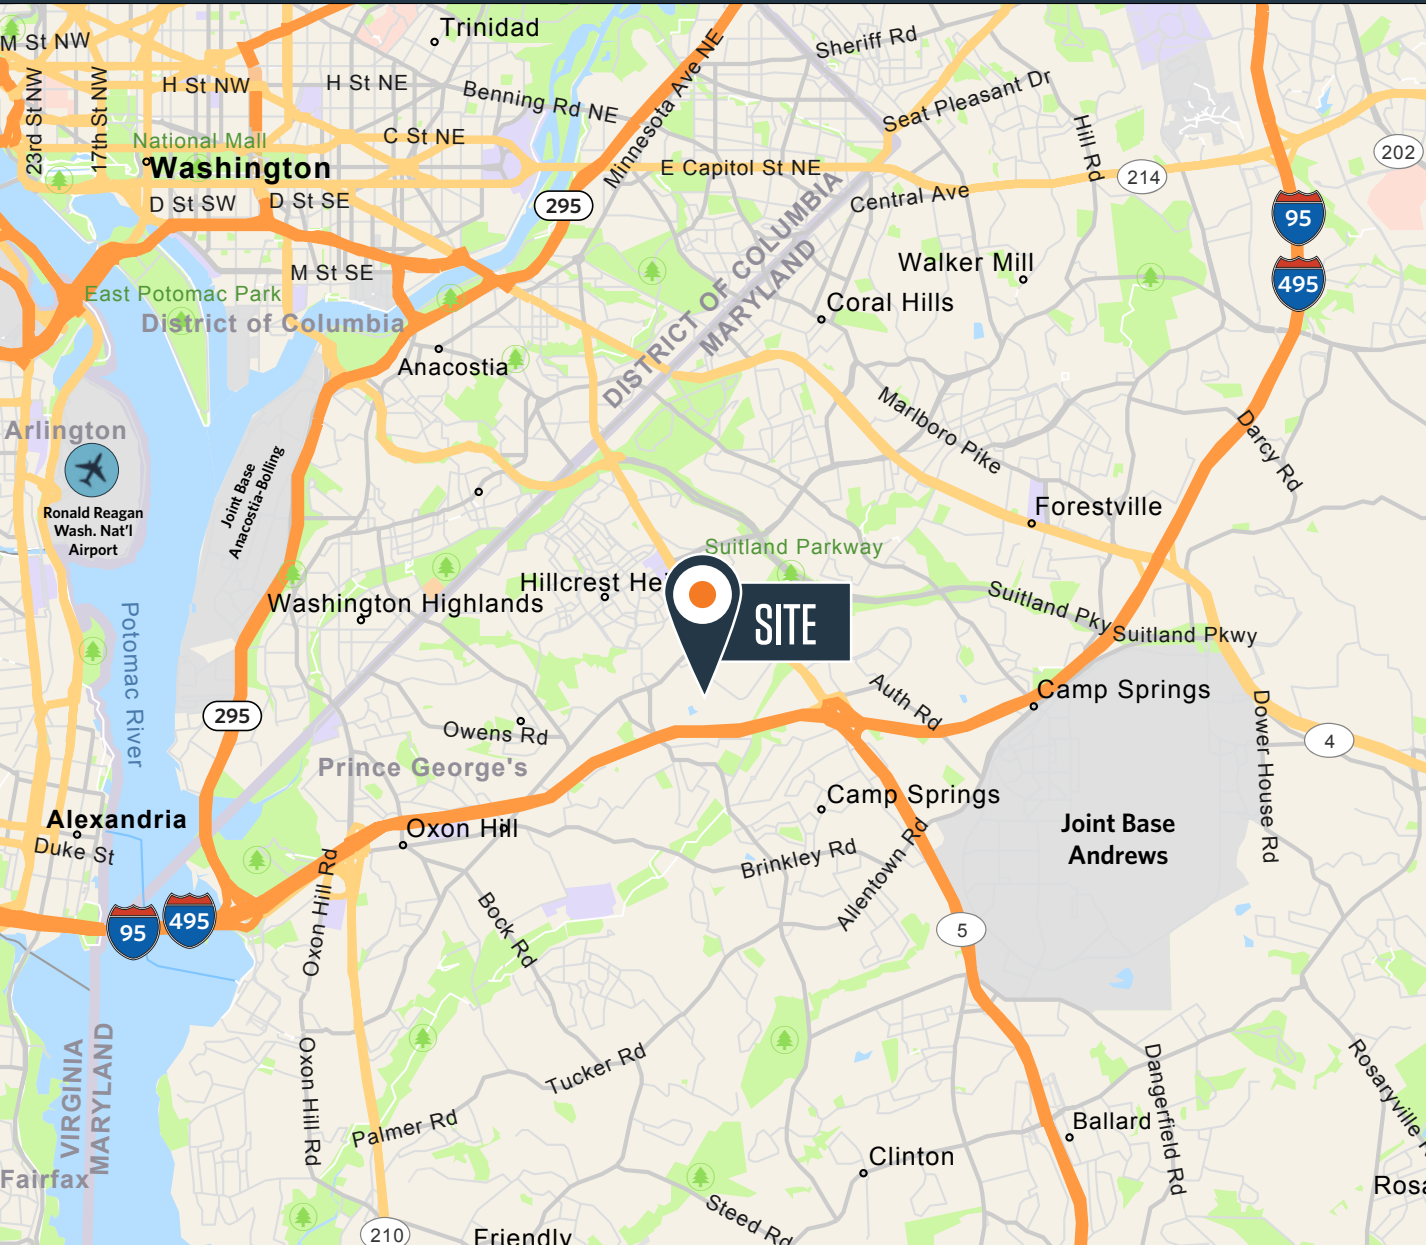 Trinidad
M St NW
Sheriff Rd
H St NW
H St NE
Benning Rd NE
Minnesota Ave NE
Seat Pleasant Dr
23rd St NW
17th St NW
National Mall
C St NE
Hill Rd
202
Washington
E Capitol St NE
214
D St SW
D St SE
295
Central Ave
95
DISTRICT OF COLUMBIA
MARYLAND
M St SE
Walker Mill
495
East Potomac Park
Coral Hills
District of Columbia
Anacostia
Marlboro Pike
Darcy Rd
Arlington
Ronald Reagan
Wash. Nat'l
Airport
Joint Base
Anacostia-Bolling
Forestville
Suitland Parkway
Hillcrest Hei
Washington Highlands
SITE
Suitland Pky
Suitland Pkwy
Potomac River
Auth Rd
Camp Springs
295
Owens Rd
Dower House Rd
4
Prince George's
Camp Springs
Alexandria
Duke St
Oxon Hill
Joint Base
Andrews
Brinkley Rd
Allentown Rd
Oxon Hill Rd
Bock Rd
95
495
5
VIRGINIA
MARYLAND
Oxon Hill Rd
Tucker Rd
Dangerfield Rd
Rosaryville R
Palmer Rd
Ballard
Clinton
Fairfax
Rosa
Steed Rd
210
Friendly